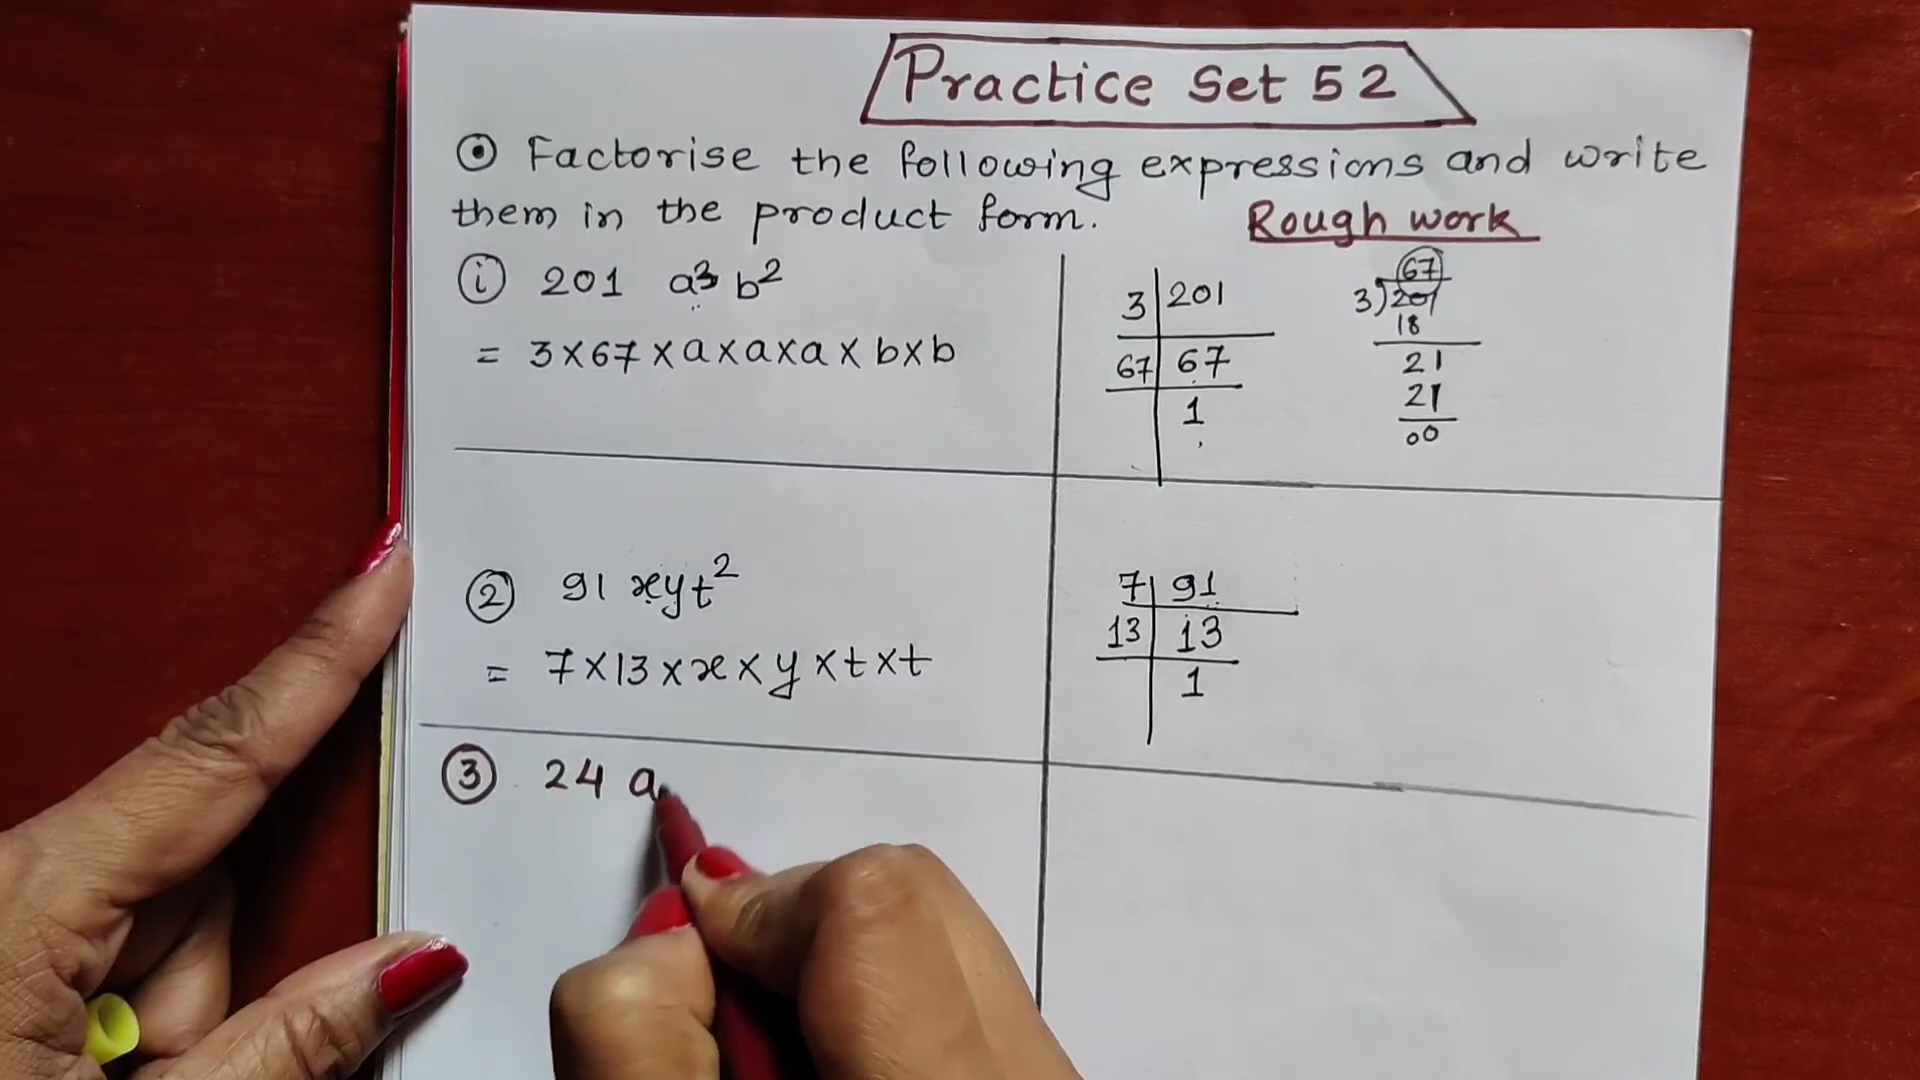 Practice Set 52
⊙ Factorise the following expressions and write
them in the product form.
Rough work
(i) 201 a³ b²
= 3 × 67 × a × a × a × b × b
3 | 201
67 | 67
1
67
3)201
18
21
21
00
(2) 91 xyt²
= 7 × 13 × x × y × t × t
7 | 91
13 | 13
1
(3) 24 a